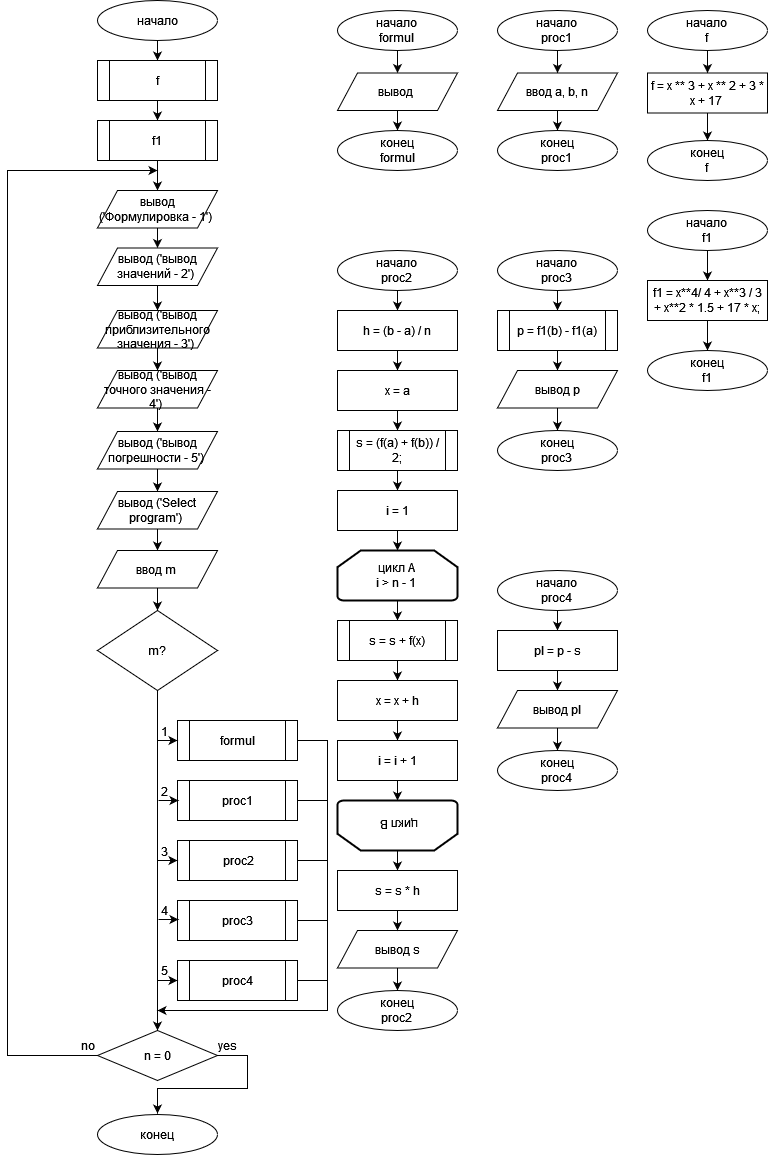 начало
f
f1
вывод
('Формулировка - 1')
вывод ('вывод
значений - 2')
вывод ('вывод
приблизительного
значения - 3')
вывод ('вывод
точного значения -
4')
вывод ('вывод
погрешности - 5')
вывод ('Select
program')
ввод m
m?
1
formul
2
proc1
3
proc2
4
proc3
5
proc4
no
n = 0
yes
конец
начало
formul
вывод
конец
formul
начало
proc1
ввод a, b, n
конец
proc1
начало
f
f = x ** 3 + x ** 2 + 3 *
x + 17
конец
f
начало
f1
f1 = x**4/ 4 + x**3 / 3
+ x**2 * 1.5 + 17 * x;
конец
f1
начало
proc2
h = (b - a) / n
x = a
s = (f(a) + f(b)) /
2;
i = 1
цикл А
i > n - 1
s = s + f(x)
x = x + h
i = i + 1
цикл В
s = s * h
вывод s
конец
proc2
начало
proc3
p = f1(b) - f1(a)
вывод p
конец
proc3
начало
proc4
pl = p - s
вывод pl
конец
proc4